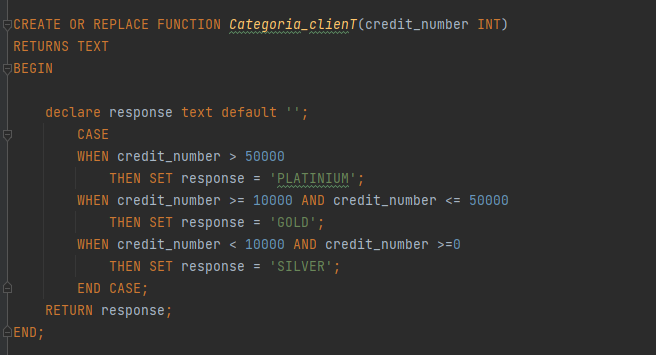 CREATE OR REPLACE FUNCTION Categoria_clienT(credit_number INT)
RETURNS TEXT
BEGIN
declare response text default '';
CASE
WHEN credit_number > 50000
THEN SET response = 'PLATINIUM';
WHEN credit_number >= 10000 AND credit_number <= 50000
THEN SET response = 'GOLD';
WHEN credit_number < 10000 AND credit_number >=0
THEN SET response = 'SILVER';
END CASE;
RETURN response;
END;